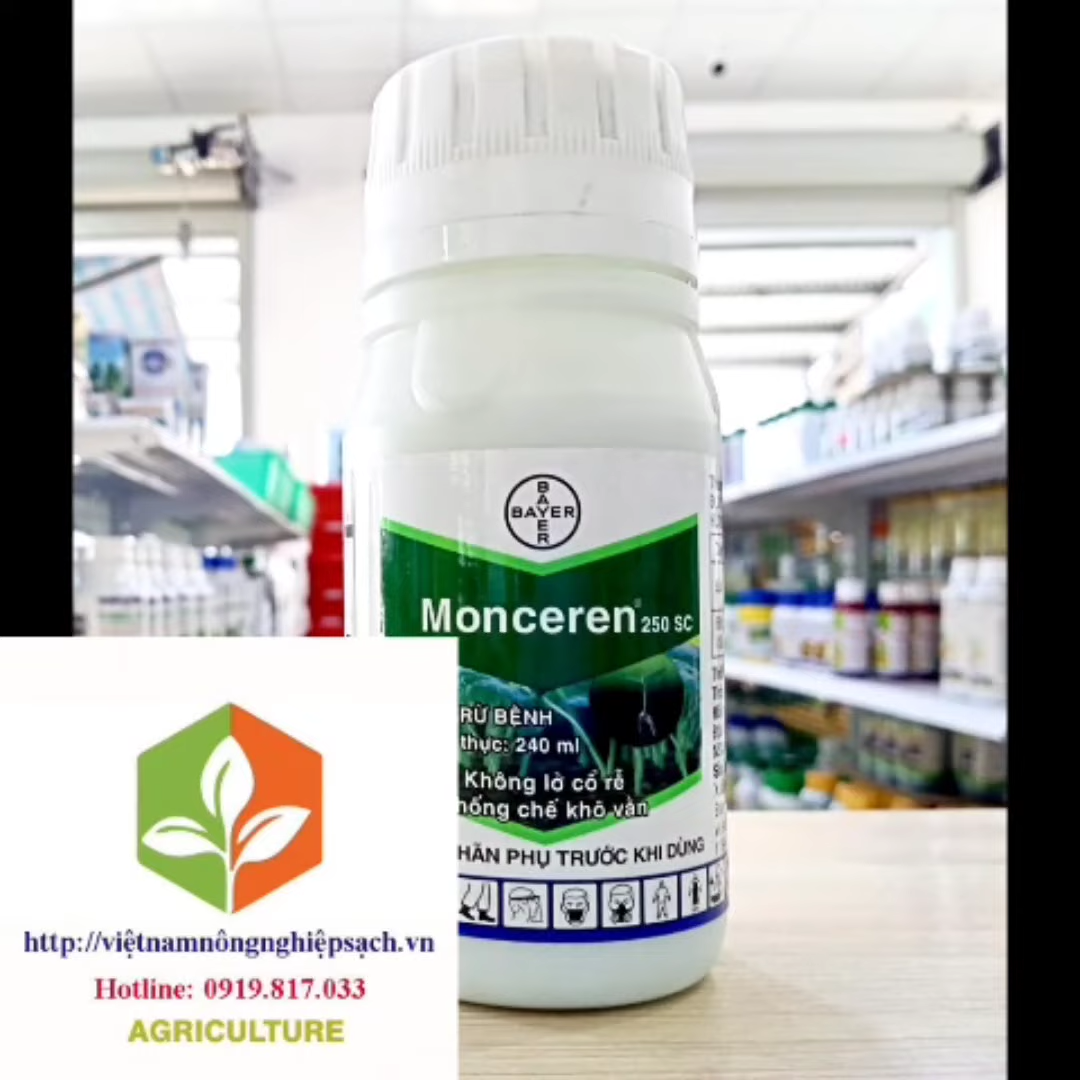 BAYER
BAYER
Monceren® 250 SC
RỪ BỆNH
thực: 240 ml
Không lở cổ rễ
hống chế khô vằn
HÃN PHỤ TRƯỚC KHI DÙNG
http://việtnamnôngnghiệpsạch.vn
Hotline: 0919.817.033
AGRICULTURE